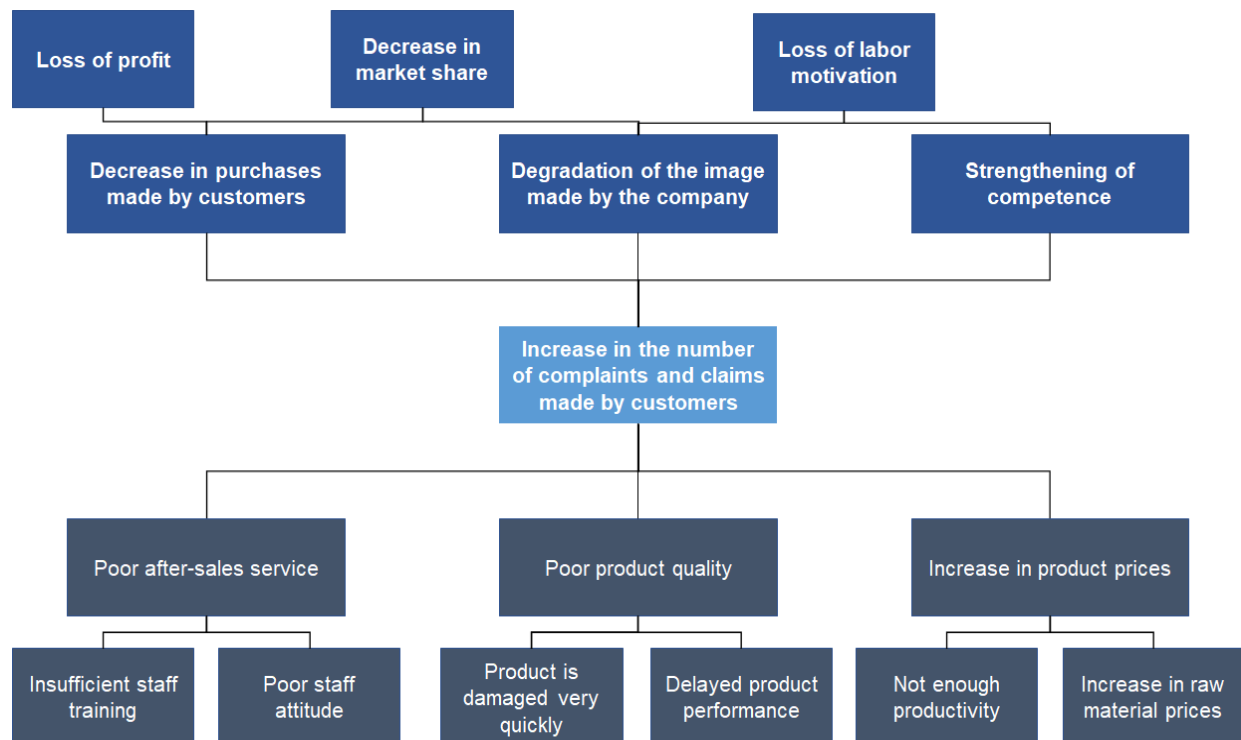 Loss of profit
Decrease in
market share
Loss of labor
motivation
Decrease in purchases
made by customers
Degradation of the image
made by the company
Strengthening of
competence
Increase in the number
of complaints and claims
made by customers
Poor after-sales service
Poor product quality
Increase in product prices
Insufficient staff
training
Poor staff
attitude
Product is
damaged very
quickly
Delayed product
performance
Not enough
productivity
Increase in raw
material prices